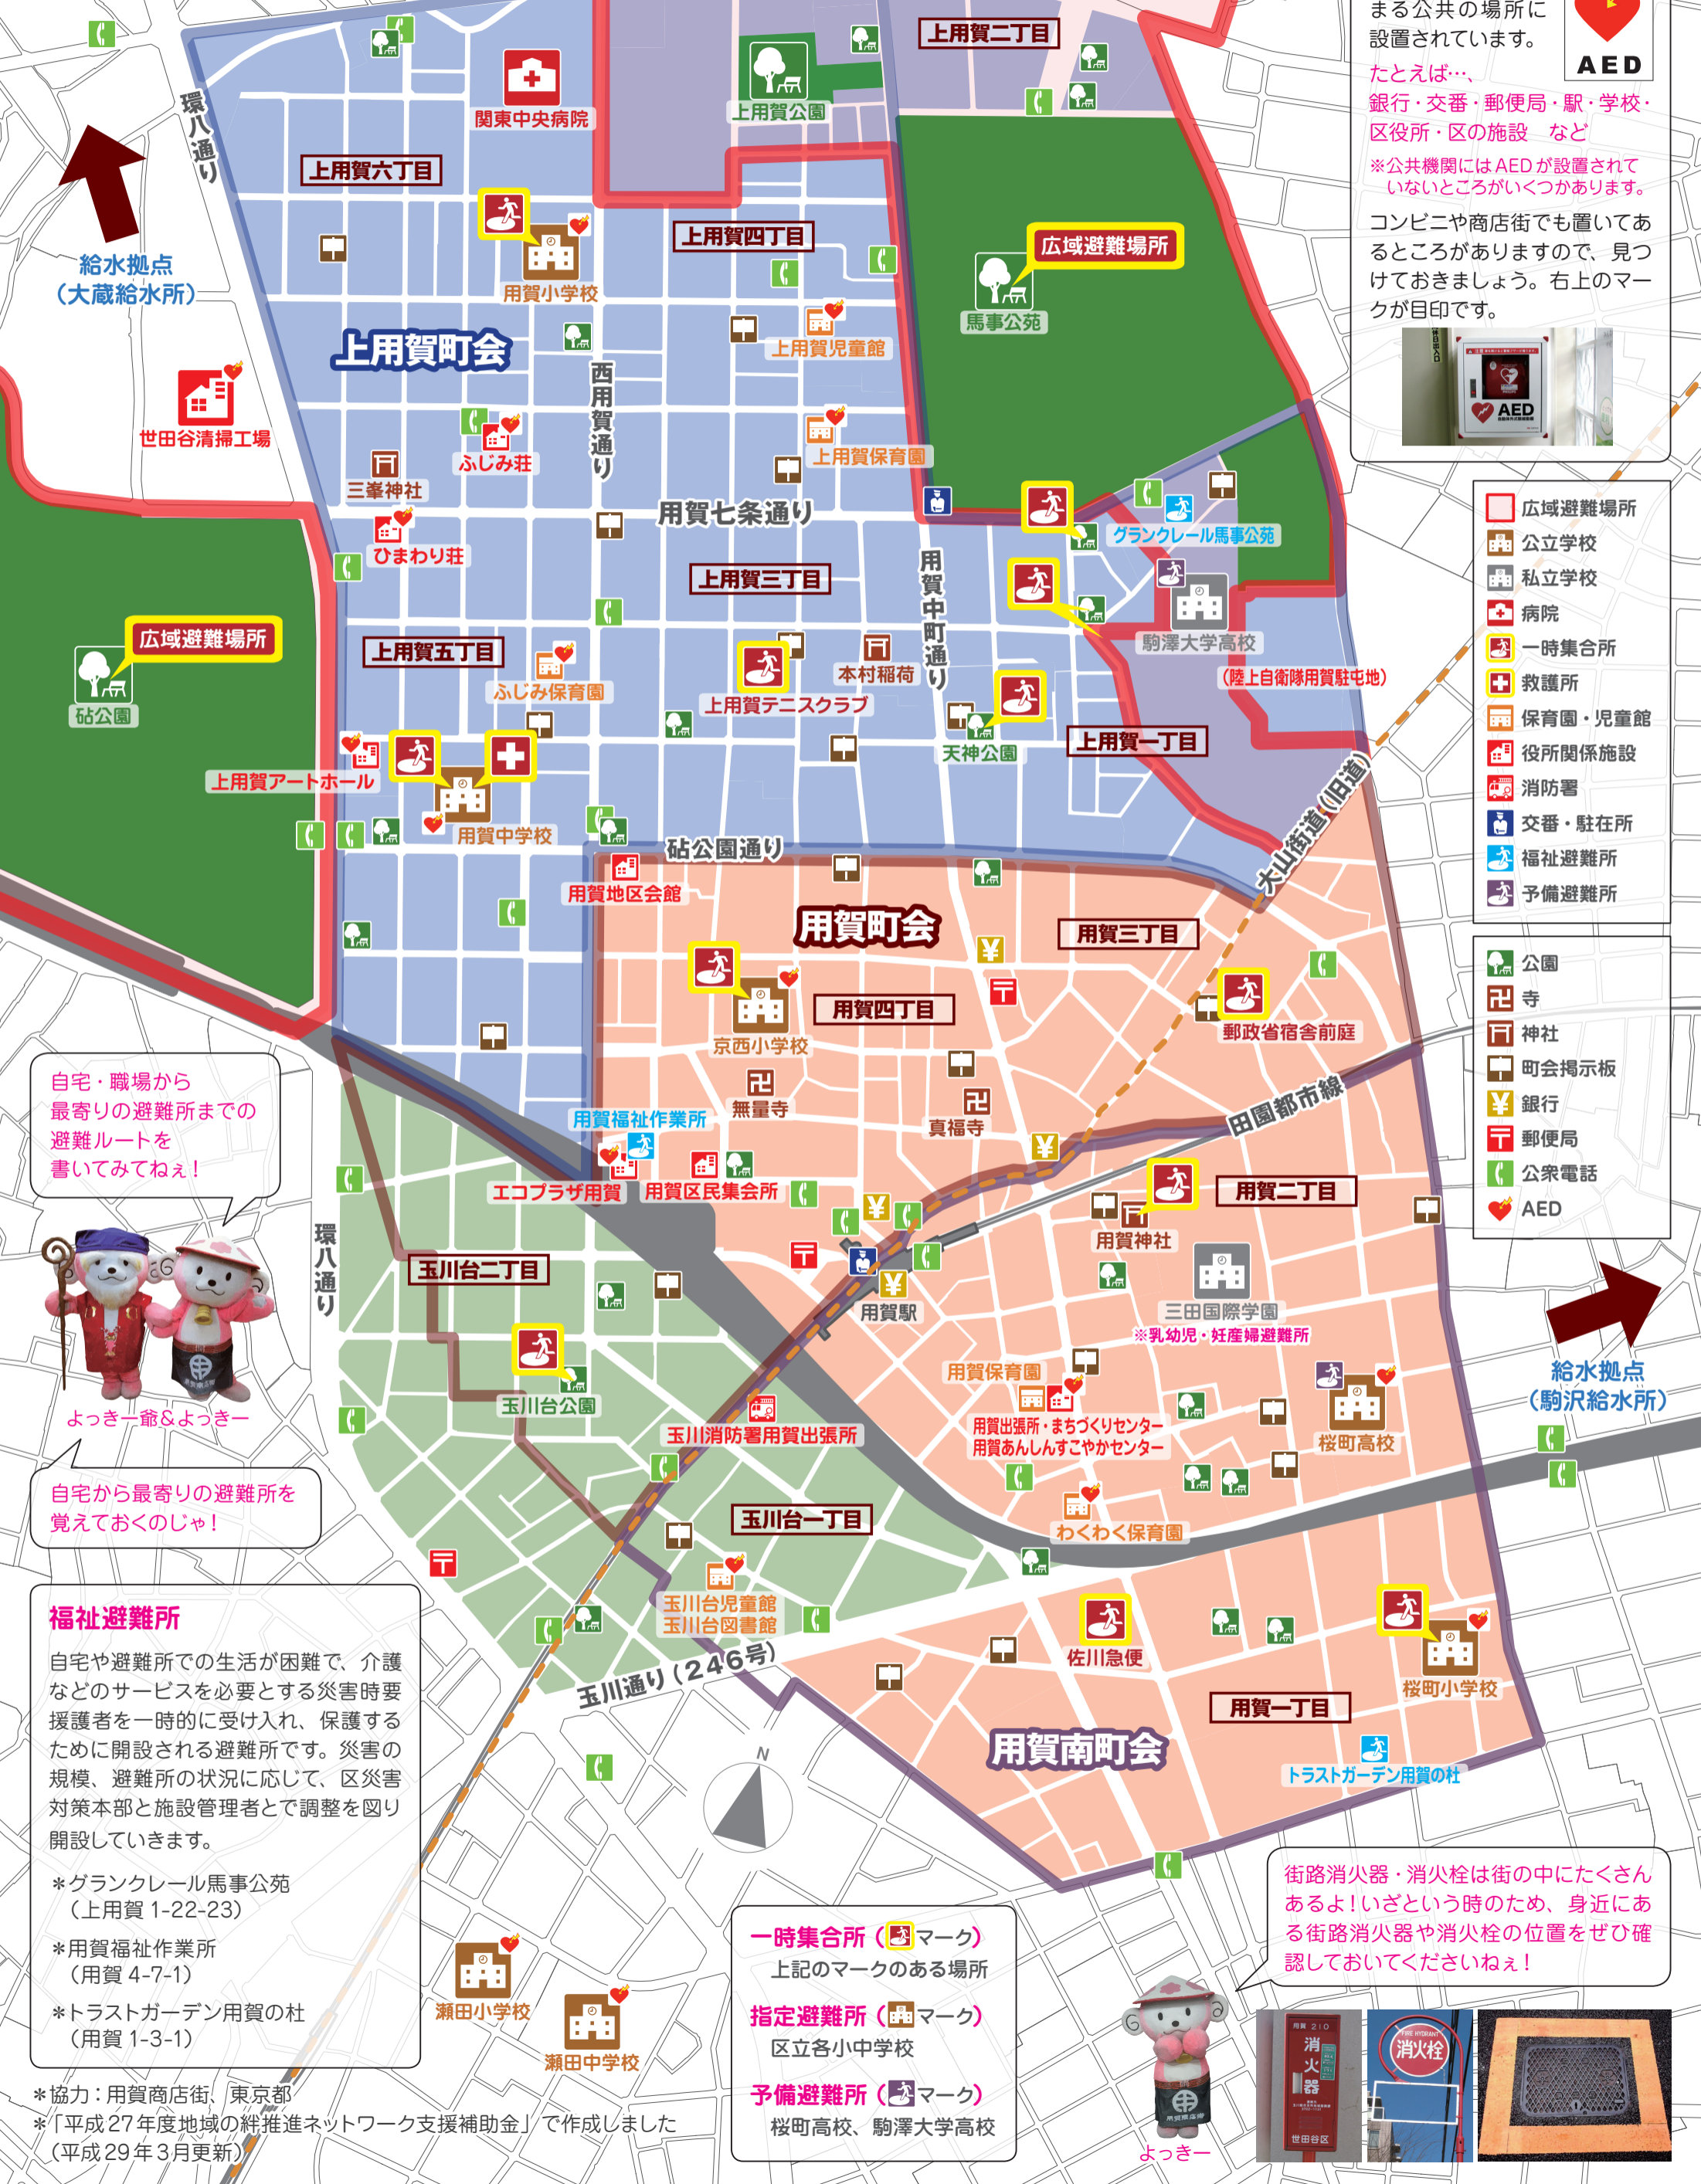 まる公共の場所に
設置されています。
AED
たとえば…、
銀行・交番・郵便局・駅・学校・
区役所・区の施設　など
※公共機関にはAEDが設置されて
いないところがいくつかあります。
コンビニや商店街でも置いてあ
るところがありますので、見つ
けておきましょう。右上のマー
クが目印です。
AED
上用賀二丁目
上用賀公園
関東中央病院
環八通り
上用賀六丁目
給水拠点
（大蔵給水所）
用賀小学校
上用賀四丁目
広域避難場所
馬事公苑
上用賀町会
上用賀児童館
西用賀通り
世田谷清掃工場
ふじみ荘
上用賀保育園
三峯神社
用賀七条通り
ひまわり荘
グランクレール馬事公苑
上用賀三丁目
用賀中町通り
駒澤大学高校
（陸上自衛隊用賀駐屯地）
広域避難場所
砧公園
上用賀五丁目
ふじみ保育園
本村稲荷
上用賀テニスクラブ
天神公園
上用賀一丁目
上用賀アートホール
用賀中学校
大山街道（旧道）
砧公園通り
用賀地区会館
用賀町会
用賀三丁目
用賀四丁目
京西小学校
郵政省宿舎前庭
無量寺
真福寺
田園都市線
用賀福祉作業所
エコプラザ用賀
用賀区民集会所
用賀二丁目
用賀神社
用賀駅
三田国際学園
※乳幼児・妊産婦避難所
環八通り
玉川台二丁目
玉川台公園
用賀保育園
用賀出張所・まちづくりセンター
用賀あんしんすこやかセンター
桜町高校
玉川消防署用賀出張所
玉川台一丁目
わくわく保育園
玉川台児童館
玉川台図書館
玉川通り（246号）
佐川急便
桜町小学校
用賀一丁目
用賀南町会
トラストガーデン用賀の杜
N
広域避難場所
公立学校
私立学校
病院
一時集合所
救護所
保育園・児童館
役所関係施設
消防署
交番・駐在所
福祉避難所
予備避難所
公園
寺
神社
町会掲示板
銀行
郵便局
公衆電話
AED
給水拠点
（駒沢給水所）
自宅・職場から
最寄りの避難所までの
避難ルートを
書いてみてねぇ！
よっきー爺＆よっきー
自宅から最寄りの避難所を
覚えておくのじゃ！
福祉避難所
自宅や避難所での生活が困難で、介護
などのサービスを必要とする災害時要
援護者を一時的に受け入れ、保護する
ために開設される避難所です。災害の
規模、避難所の状況に応じて、区災害
対策本部と施設管理者とで調整を図り
開設していきます。
＊グランクレール馬事公苑
（上用賀 1-22-23）
＊用賀福祉作業所
（用賀 4-7-1）
＊トラストガーデン用賀の杜
（用賀 1-3-1）
＊協力：用賀商店街、東京都
＊「平成27年度地域の絆推進ネットワーク支援補助金」で作成しました
（平成29年3月更新）
瀬田小学校
瀬田中学校
一時集合所（マーク）
上記のマークのある場所
指定避難所（マーク）
区立各小中学校
予備避難所（マーク）
桜町高校、駒澤大学高校
街路消火器・消火栓は街の中にたくさん
あるよ！いざという時のため、身近にあ
る街路消火器や消火栓の位置をぜひ確
認しておいてくださいねぇ！
よっきー
用賀 210
消火器
世田谷区
FIRE HYDRANT
消火栓